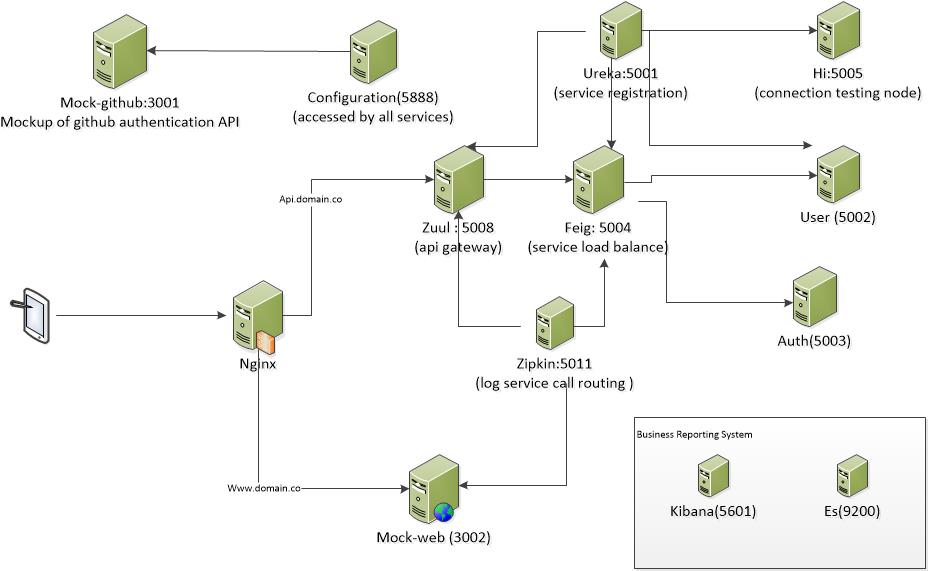 Ureka:5001
(service registration)
Hi:5005
(connection testing node)
Mock-github:3001
Mockup of github authentication API
Configuration(5888)
(accessed by all services)
Api.domain.co
Zuul : 5008
(api gateway)
Feig: 5004
(service load balance)
User (5002)
Nginx
Zipkin:5011
(log service call routing )
Auth(5003)
Www.domain.co
Mock-web (3002)
Business Reporting System
Kibana(5601)
Es(9200)